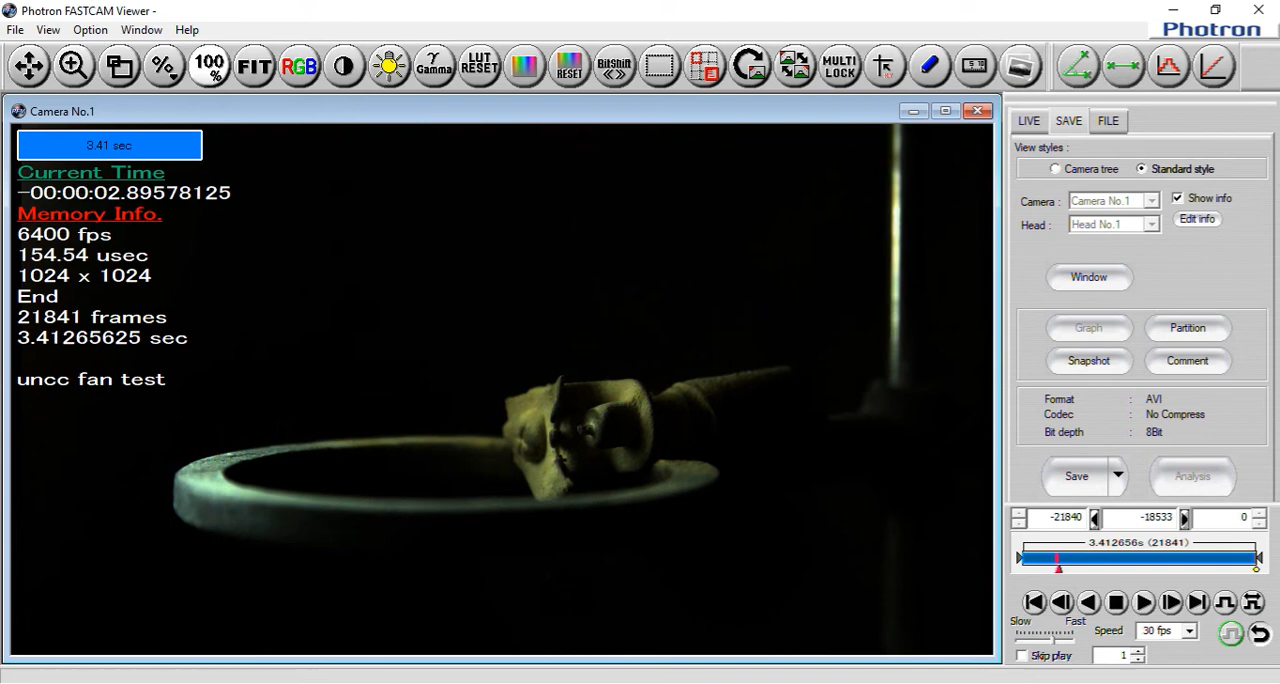 Photron FASTCAM Viewer -
File View Option Window Help
Photron
100 % FIT RGB γ Gamma LUT RESET RESET BitShift MULTI LOCK
Camera No.1
LIVE SAVE FILE
3.41 sec
Current Time
-00:00:02.89578125
Memory Info.
6400 fps
154.54 usec
1024 x 1024
End
21841 frames
3.41265625 sec
uncc fan test
View styles :
Camera tree Standard style
Camera : Camera No.1 Show info
Head : Head No.1 Edit info
Window
Graph Partition
Snapshot Comment
Format : AVI
Codec : No Compress
Bit depth : 8Bit
Save Analysis
-21840 -18533 0
3.412656s (21841)
Slow Fast Speed 30 fps
Skip play 1